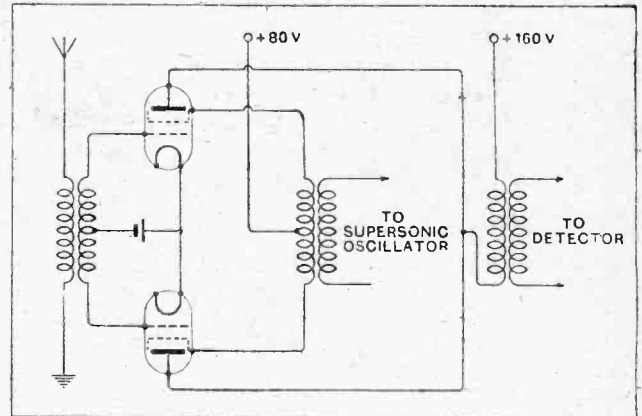 +80 V
+160 V
TO
SUPERSONIC
OSCILLATOR
TO
DETECTOR